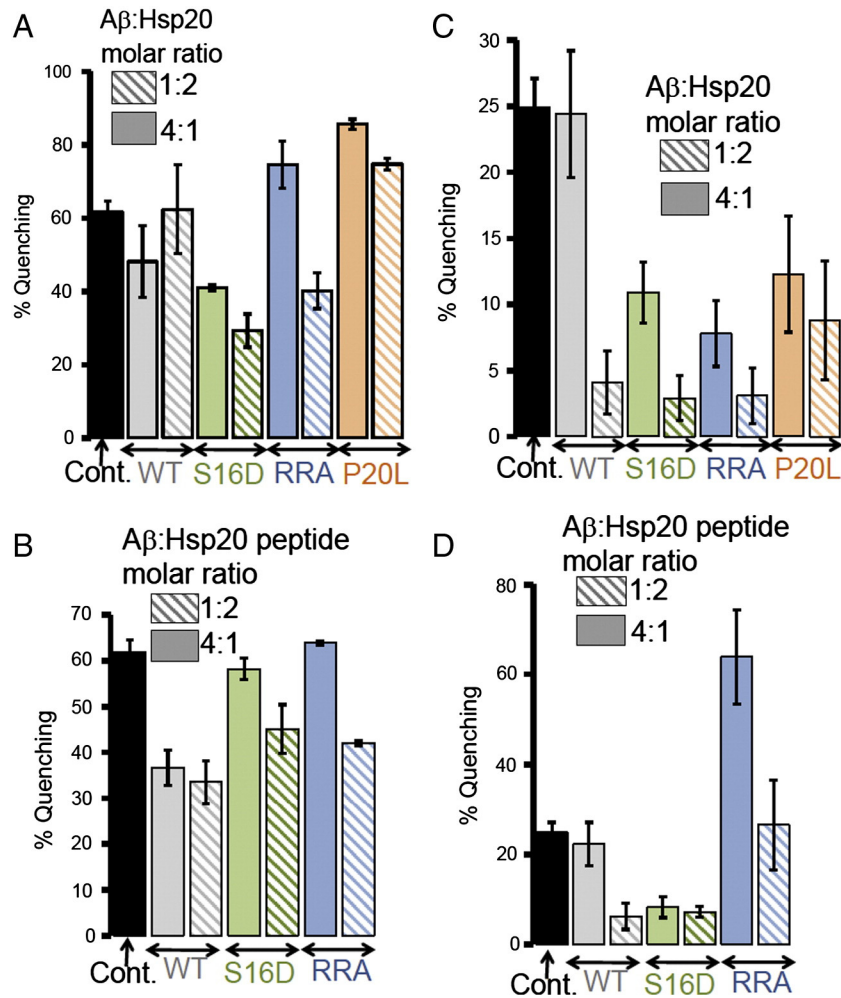 A
Aβ:Hsp20
molar ratio
1:2
4:1
100
80
60
40
20
0
% Quenching
Cont. WT S16D RRA P20L
C
Aβ:Hsp20
molar ratio
1:2
4:1
30
25
20
15
10
5
0
% Quenching
Cont. WT S16D RRA P20L
B
Aβ:Hsp20 peptide
molar ratio
1:2
4:1
70
60
50
40
30
20
10
0
% Quenching
Cont. WT S16D RRA
D
Aβ:Hsp20 peptide
molar ratio
1:2
4:1
80
60
40
20
0
% Quenching
Cont. WT S16D RRA